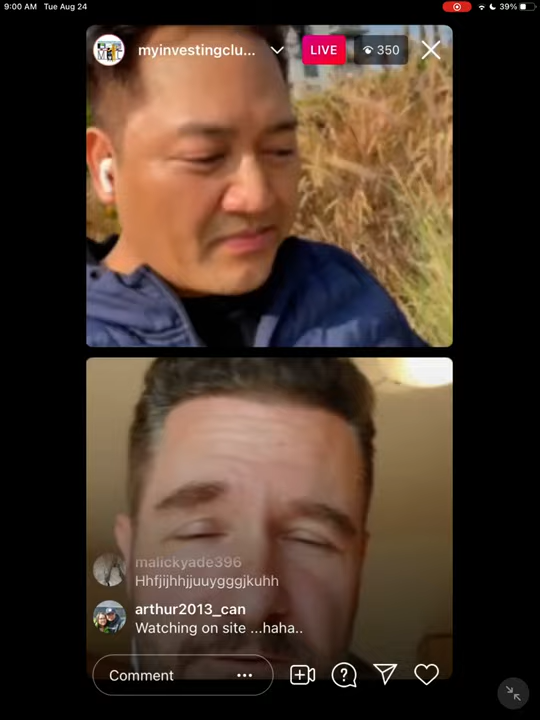 9:00 AM Tue Aug 24
39%
myinvestingclu...
LIVE
350
malickyade396
Hhfjijhhjjuuygggjkuhh
arthur2013_can
Watching on site ...haha..
Comment